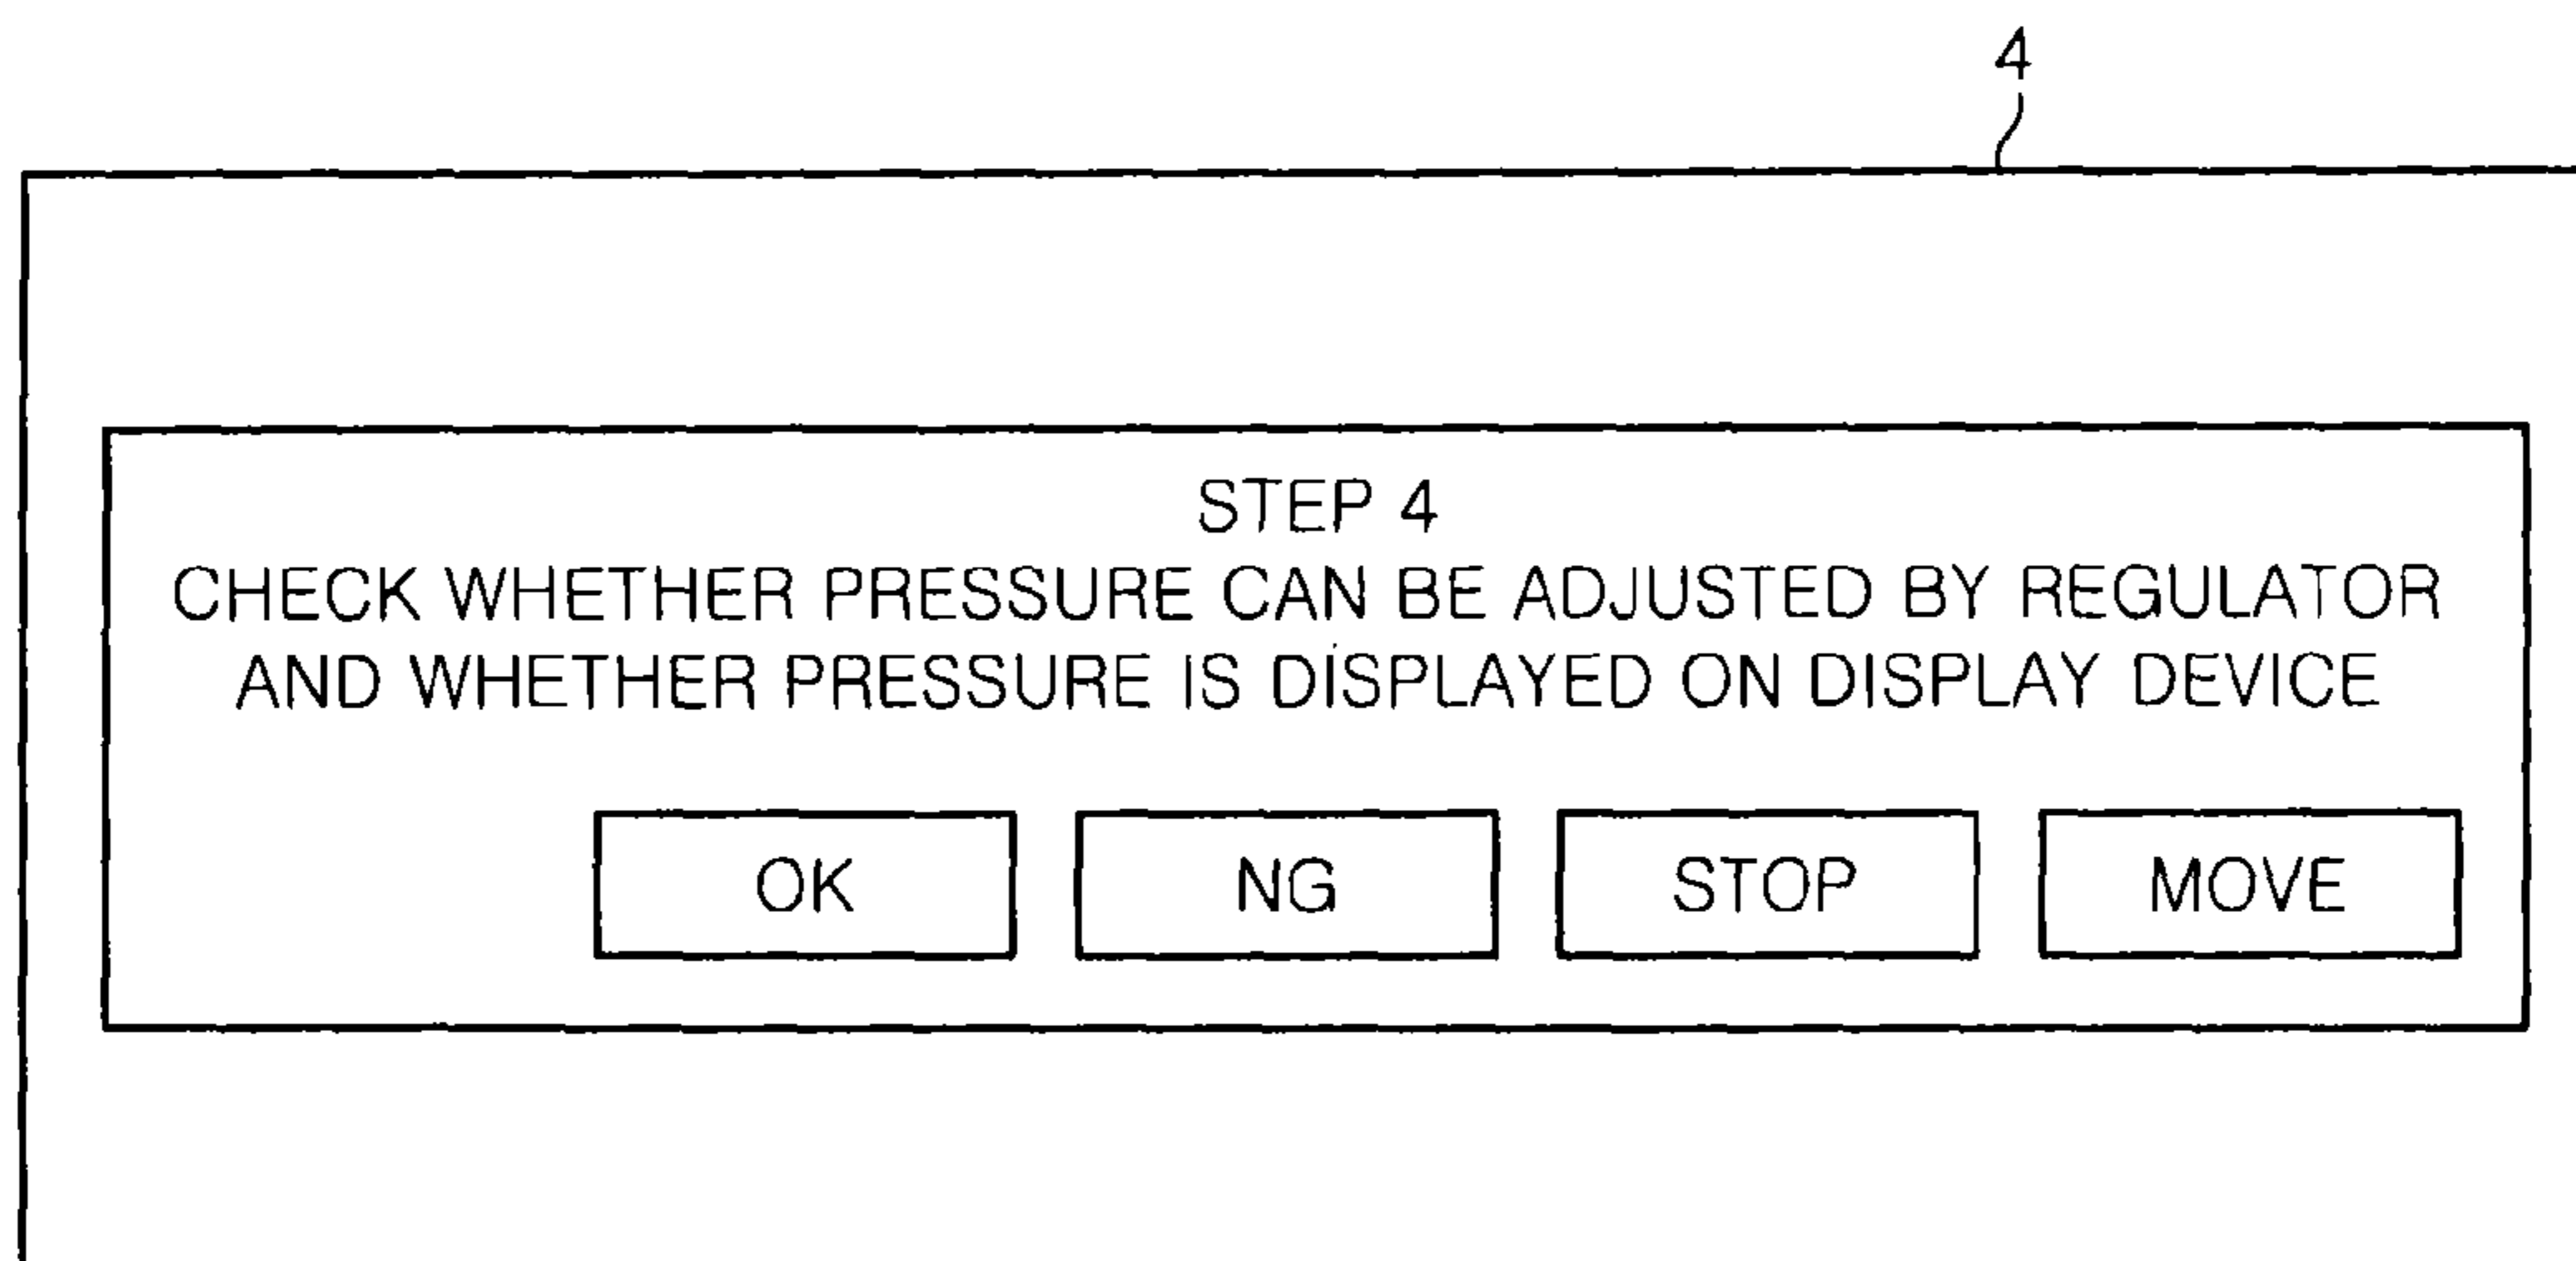 4
STEP 4
CHECK WHETHER PRESSURE CAN BE ADJUSTED BY REGULATOR
AND WHETHER PRESSURE IS DISPLAYED ON DISPLAY DEVICE
OK NG STOP MOVE